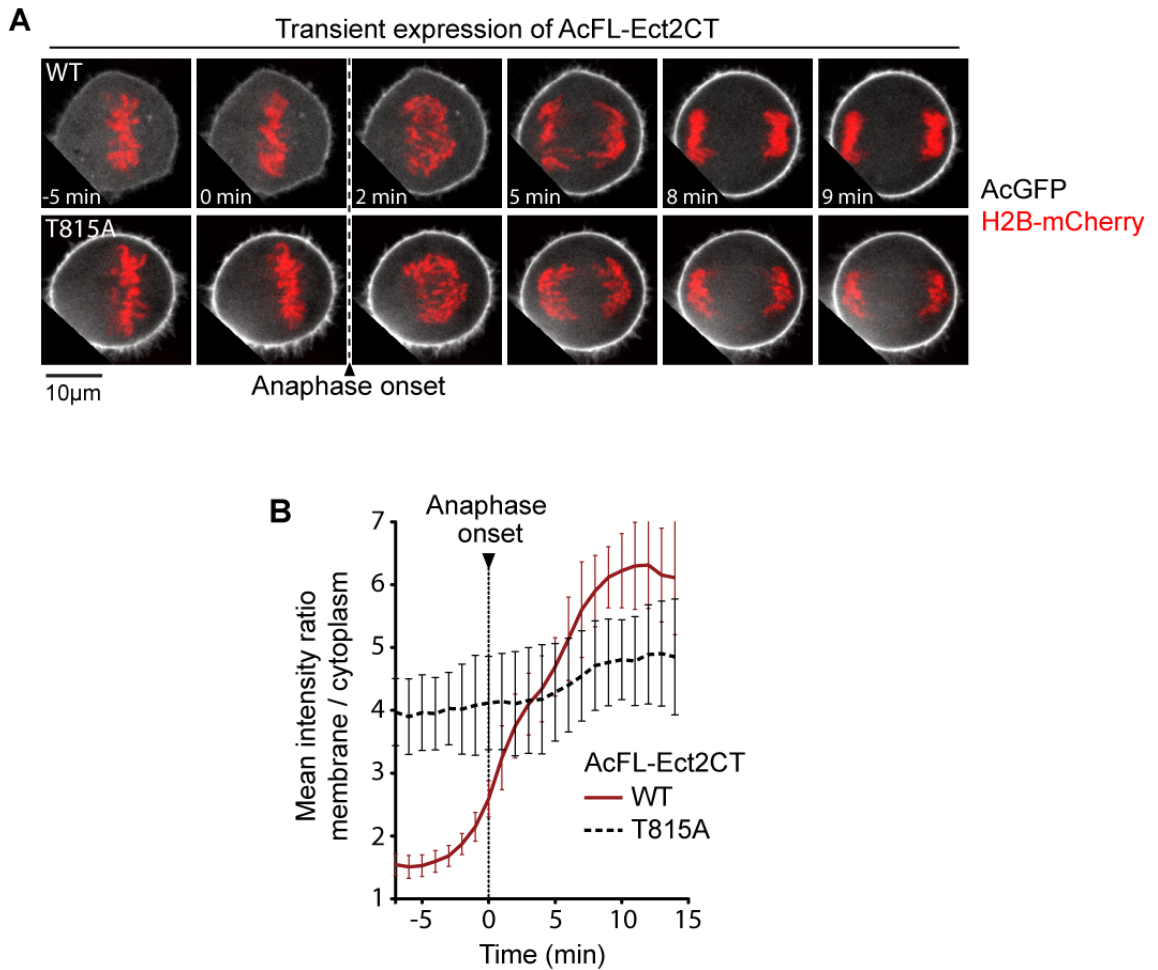 A
Transient expression of AcFL-Ect2CT
WT
-5 min
0 min
2 min
5 min
8 min
9 min
AcGFP
H2B-mCherry
T815A
10µm
Anaphase onset
B
Anaphase
onset
7
6
5
4
3
2
1
Mean intensity ratio
membrane / cytoplasm
AcFL-Ect2CT
WT
T815A
-5
0
5
10
15
Time (min)